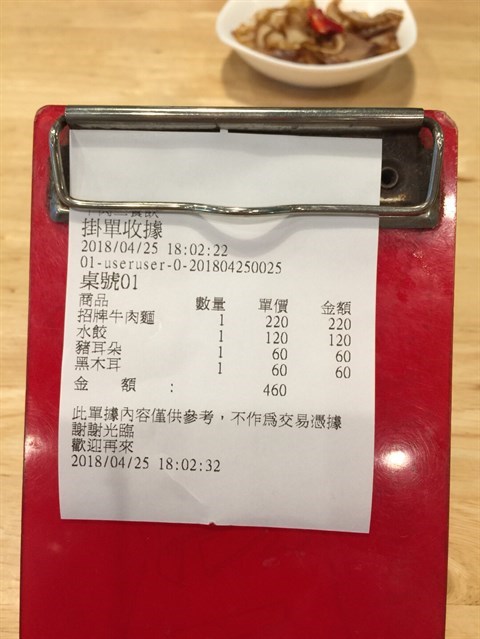 掛單收據
2018/04/25 18:02:22
01-useruser-0-201804250025
桌號01
商品 數量 單價 金額
招牌牛肉麵 1 220 220
水餃 1 120 120
豬耳朵 1 60 60
黑木耳 1 60 60
金 額 : 460
此單據內容僅供參考，不作為交易憑據
謝謝光臨
歡迎再來
2018/04/25 18:02:32